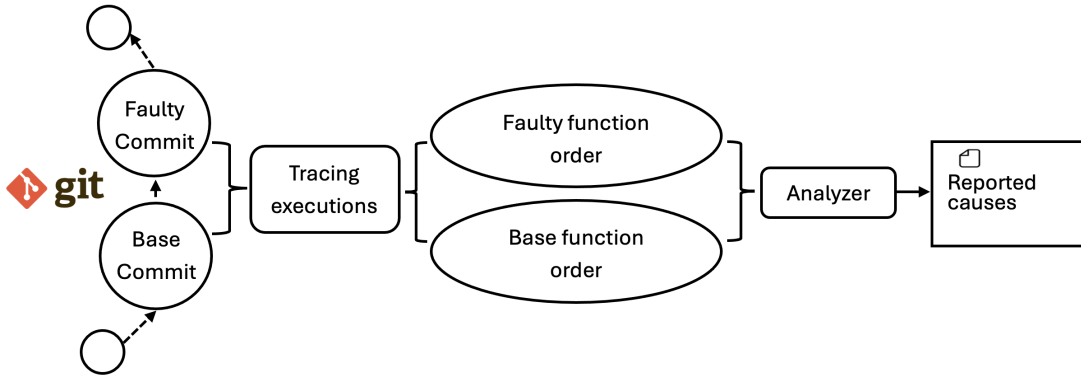 Faulty
Commit
git
Base
Commit
Tracing
executions
Faulty function
order
Base function
order
Analyzer
Reported
causes